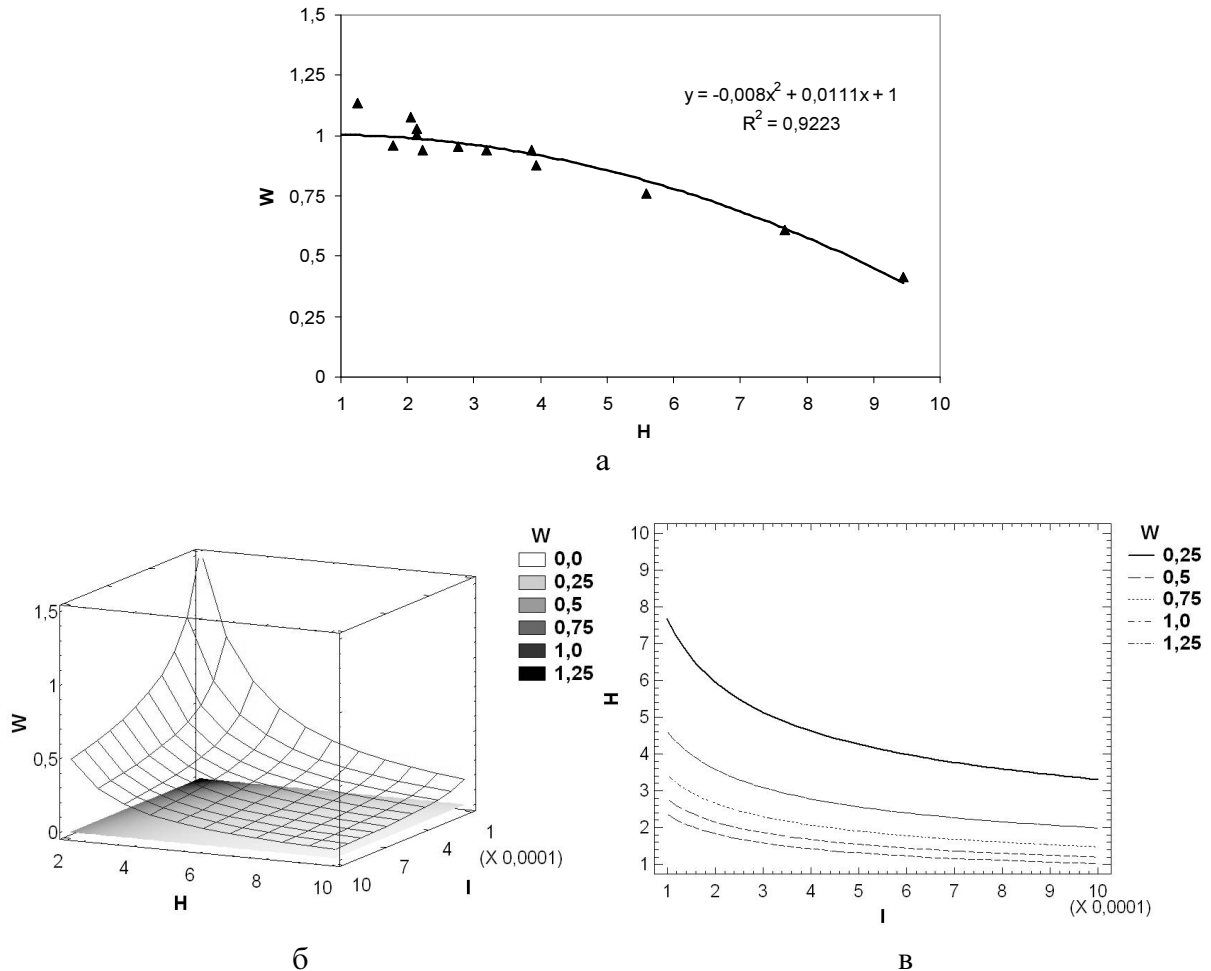 1,5
1,25
1
0,75
0,5
0,25
0
W
y = -0,008x² + 0,0111x + 1
R² = 0,9223
1 2 3 4 5 6 7 8 9 10
H
а
1,5
1
0,5
0
W
2 4 6 8 10
H
10 7 4 1
(X 0,0001)
I
W
0,0
0,25
0,5
0,75
1,0
1,25
б
10
9
8
7
6
5
4
3
2
1
H
1 2 3 4 5 6 7 8 9 10
(X 0,0001)
I
W
0,25
0,5
0,75
1,0
1,25
в